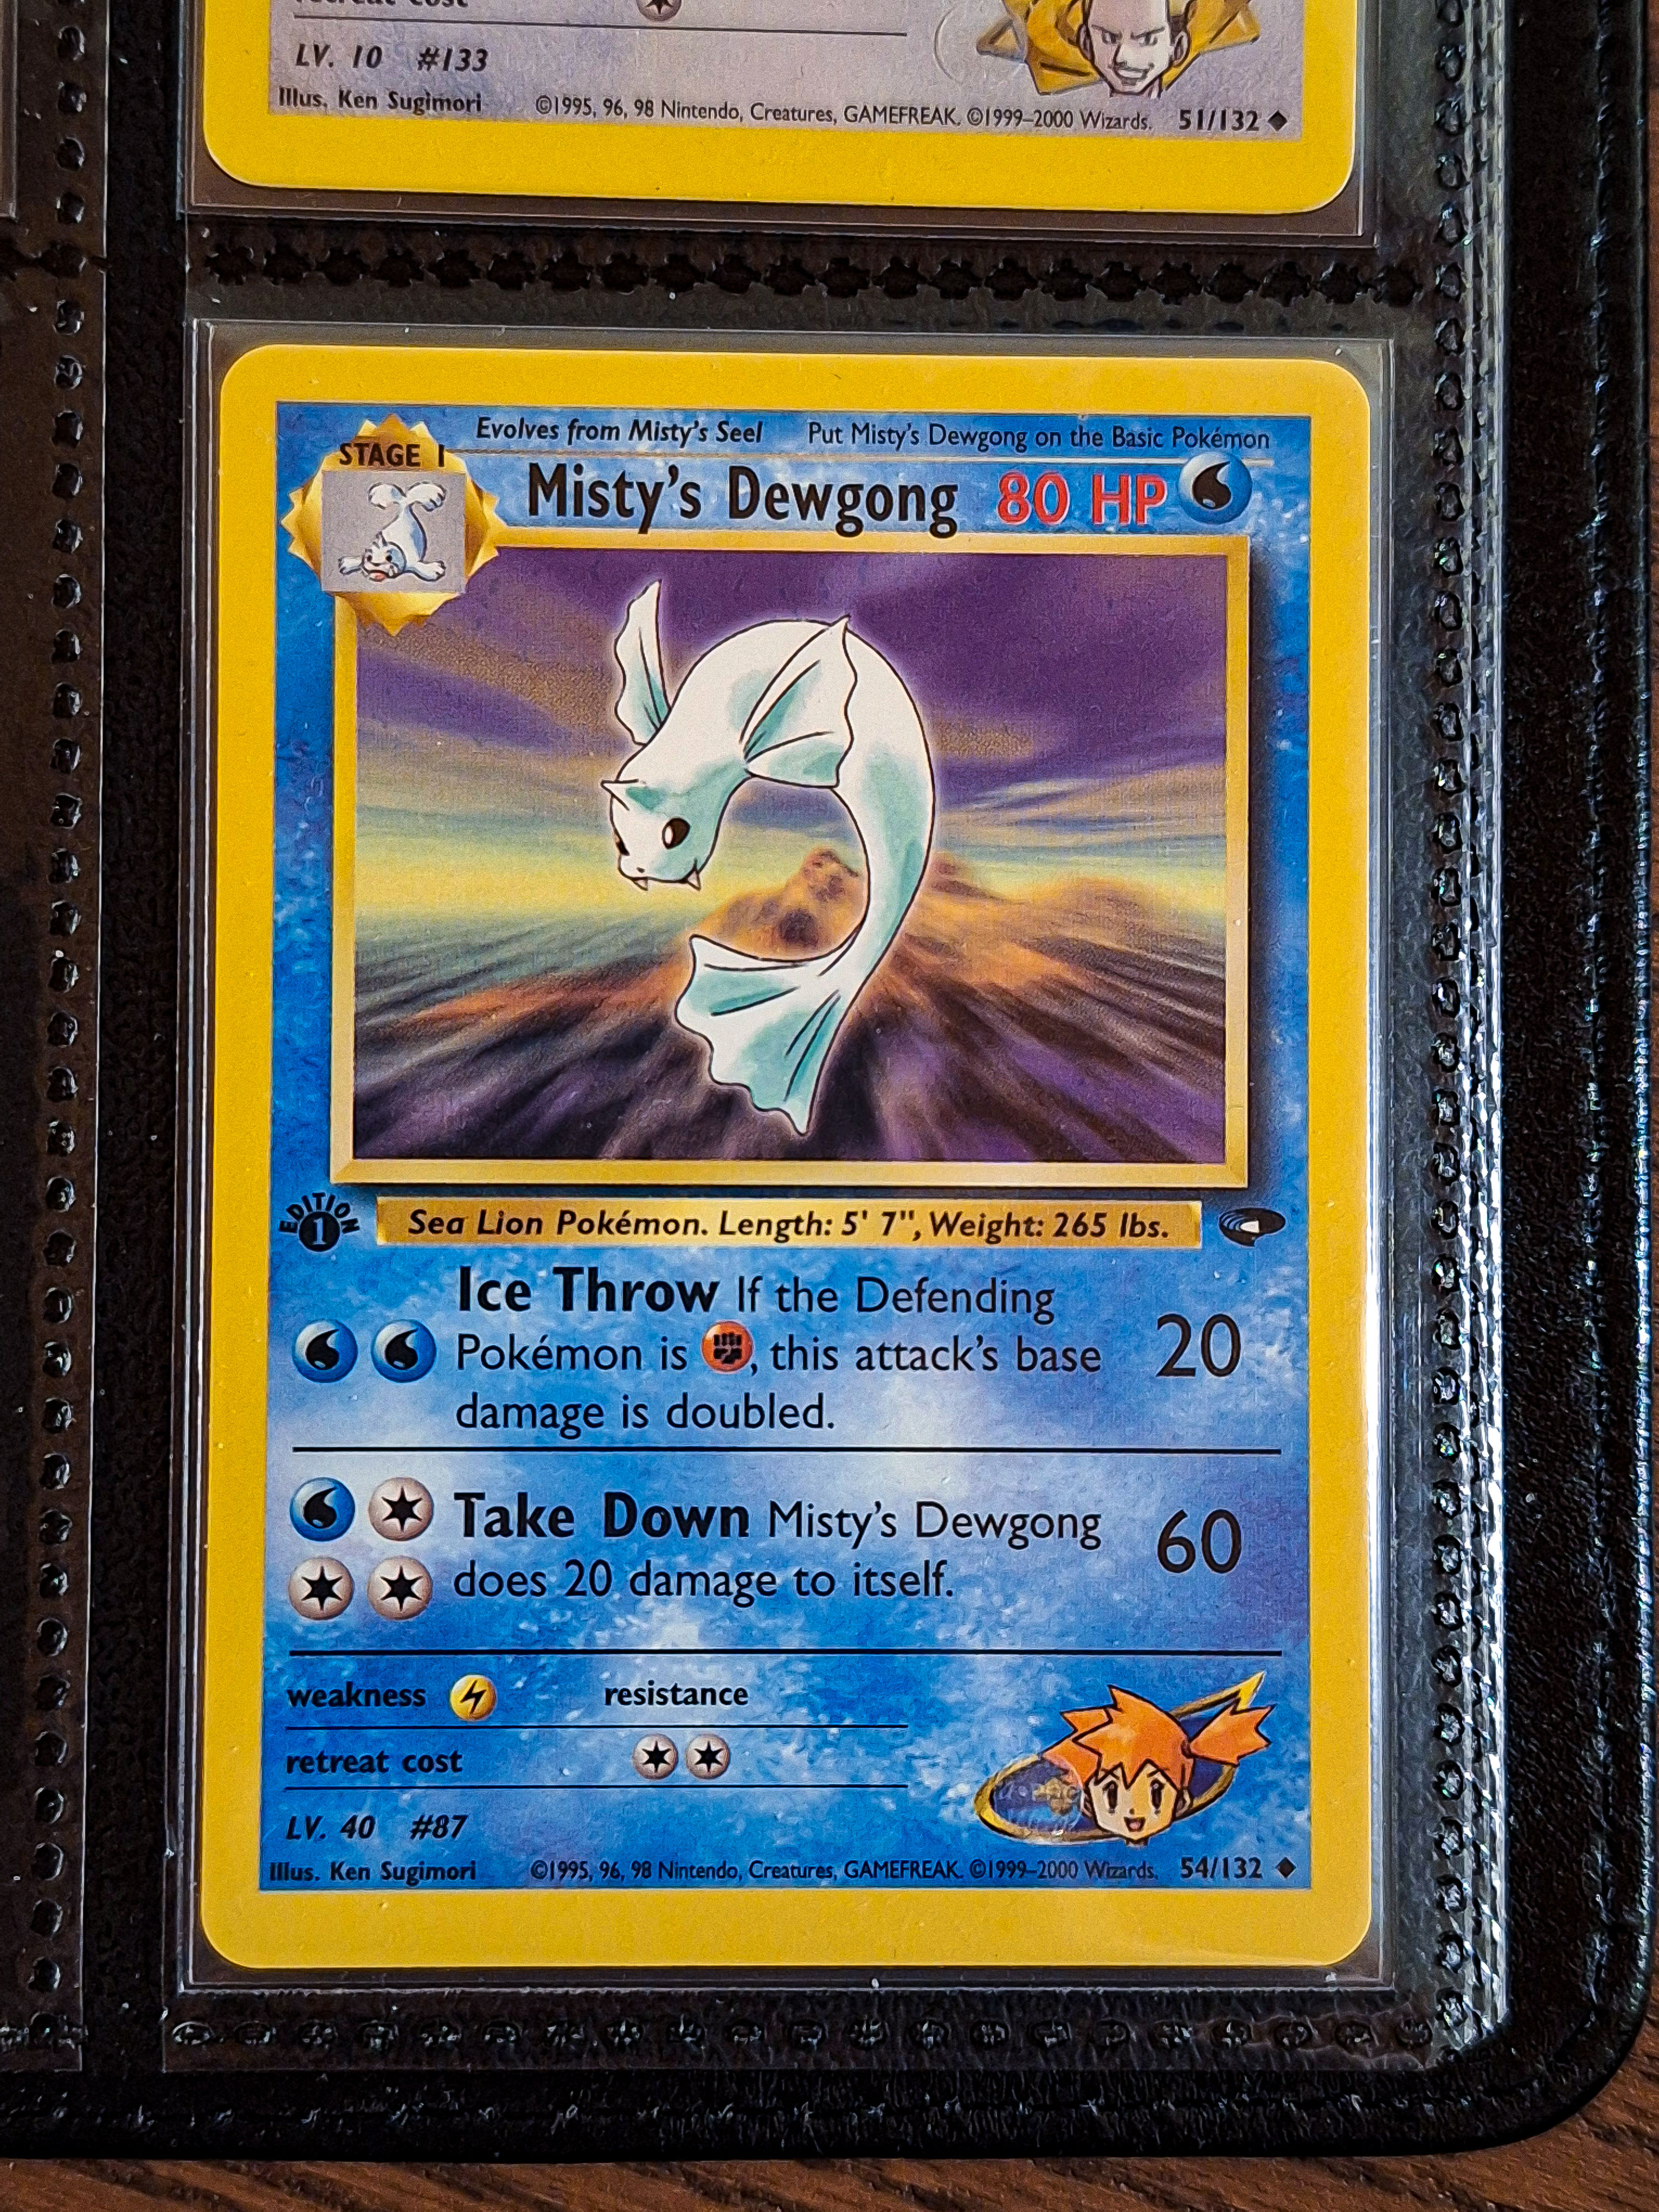 LV. 10 #133
Illus. Ken Sugimori ©1995, 96, 98 Nintendo, Creatures, GAMEFREAK. ©1999–2000 Wizards. 51/132
Evolves from Misty's Seel Put Misty's Dewgong on the Basic Pokémon
STAGE 1
Misty's Dewgong 80 HP
EDITION
1
Sea Lion Pokémon. Length: 5' 7", Weight: 265 lbs.
Ice Throw If the Defending
Pokémon is , this attack's base 20
damage is doubled.
Take Down Misty's Dewgong 60
does 20 damage to itself.
weakness resistance
retreat cost
LV. 40 #87
Illus. Ken Sugimori ©1995, 96, 98 Nintendo, Creatures, GAMEFREAK. ©1999–2000 Wizards. 54/132